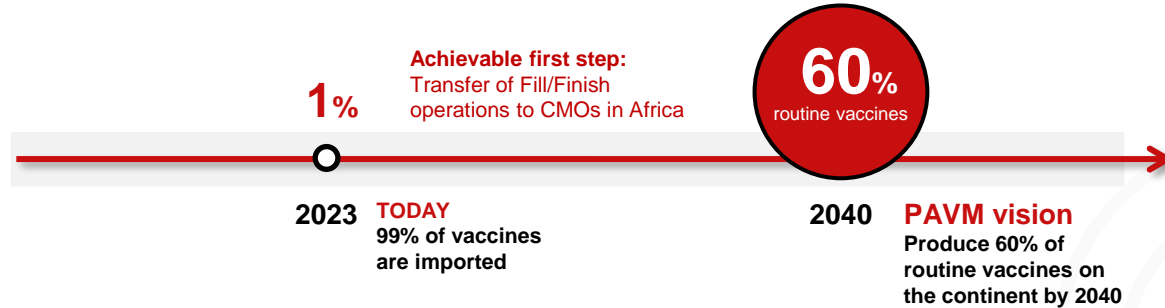 Achievable first step:
Transfer of Fill/Finish
operations to CMOs in Africa
1%
60%
routine vaccines
2023
TODAY
99% of vaccines
are imported
2040
PAVM vision
Produce 60% of
routine vaccines on
the continent by 2040